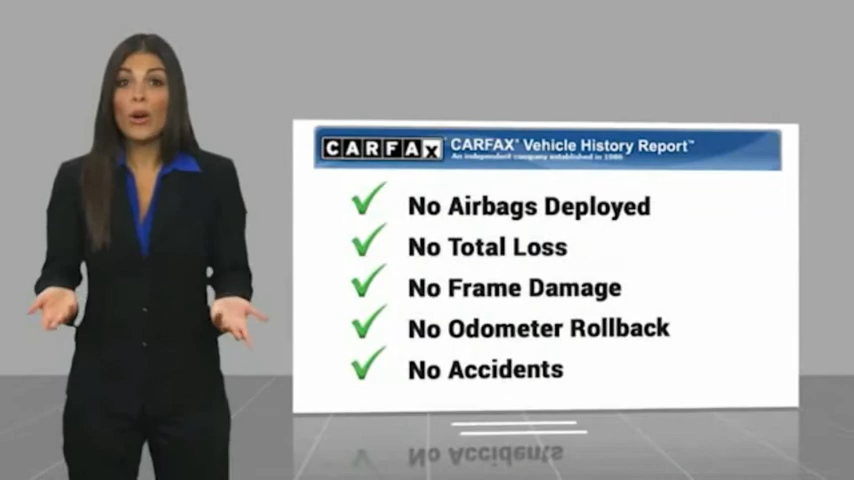 CARFAX CARFAX® Vehicle History Report™
An independent company established in 1986
No Airbags Deployed
No Total Loss
No Frame Damage
No Odometer Rollback
No Accidents
No Accidents